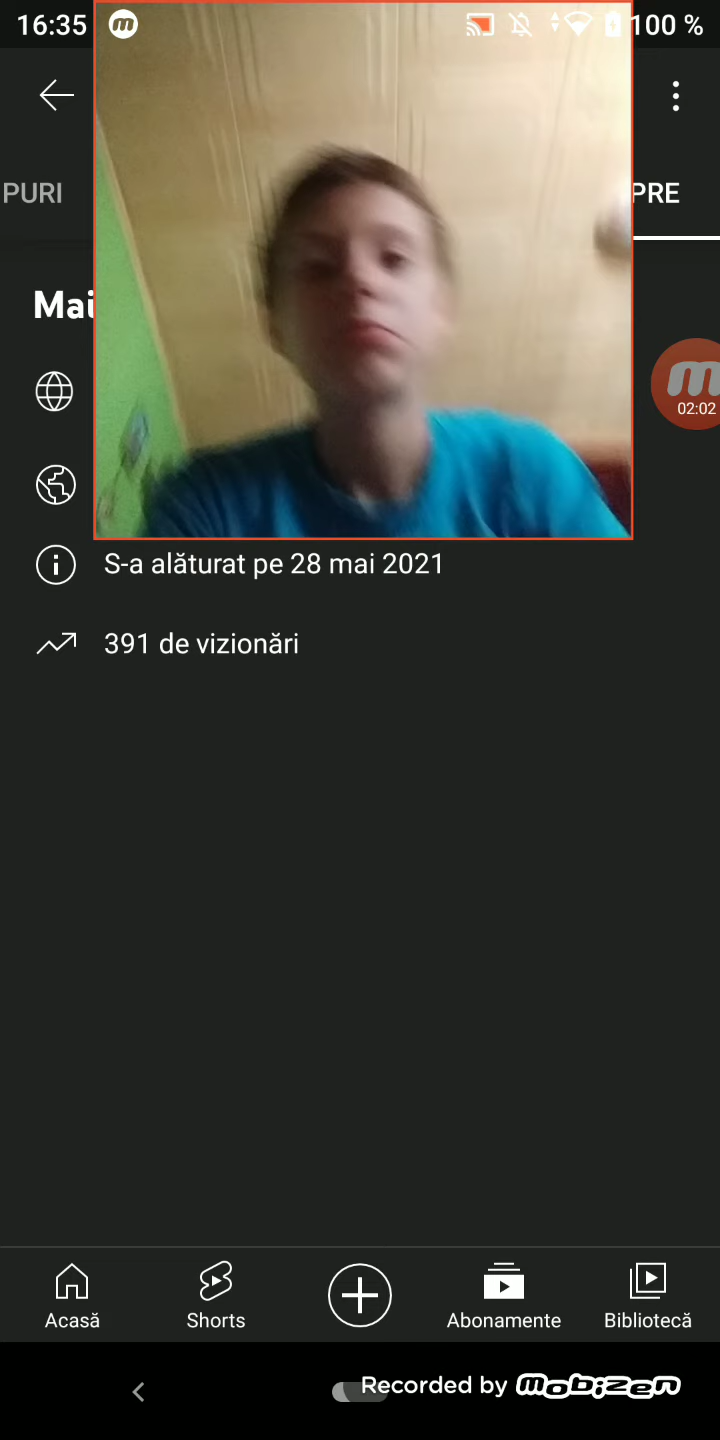 16:35
100 %
PURI
PRE
Mai
02:02
S-a alăturat pe 28 mai 2021
391 de vizionări
Acasă
Shorts
Abonamente
Bibliotecă
Recorded by mobizen